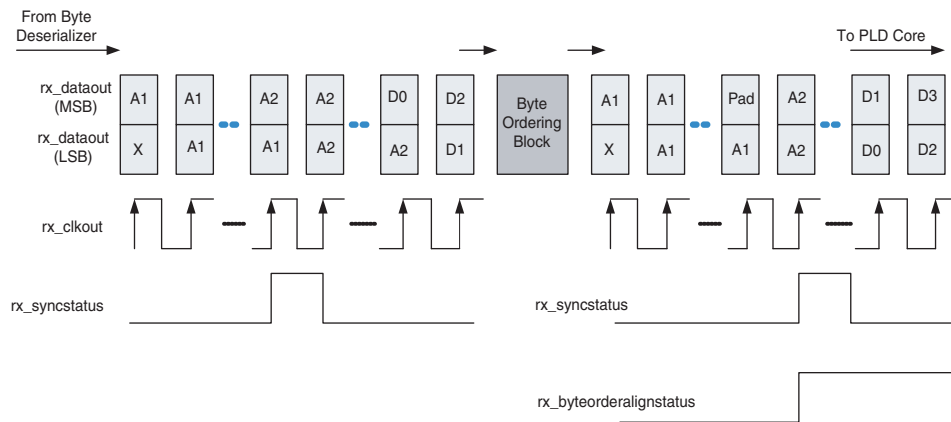 From Byte
Deserializer
To PLD Core
rx_dataout
(MSB)
A1 A1 A2 A2 D0 D2
rx_dataout
(LSB)
X A1 A1 A2 A2 D1
Byte
Ordering
Block
A1 A1 Pad A2 D1 D3
X A1 A1 A2 D0 D2
rx_clkout
rx_syncstatus
rx_syncstatus
rx_byteorderalignstatus